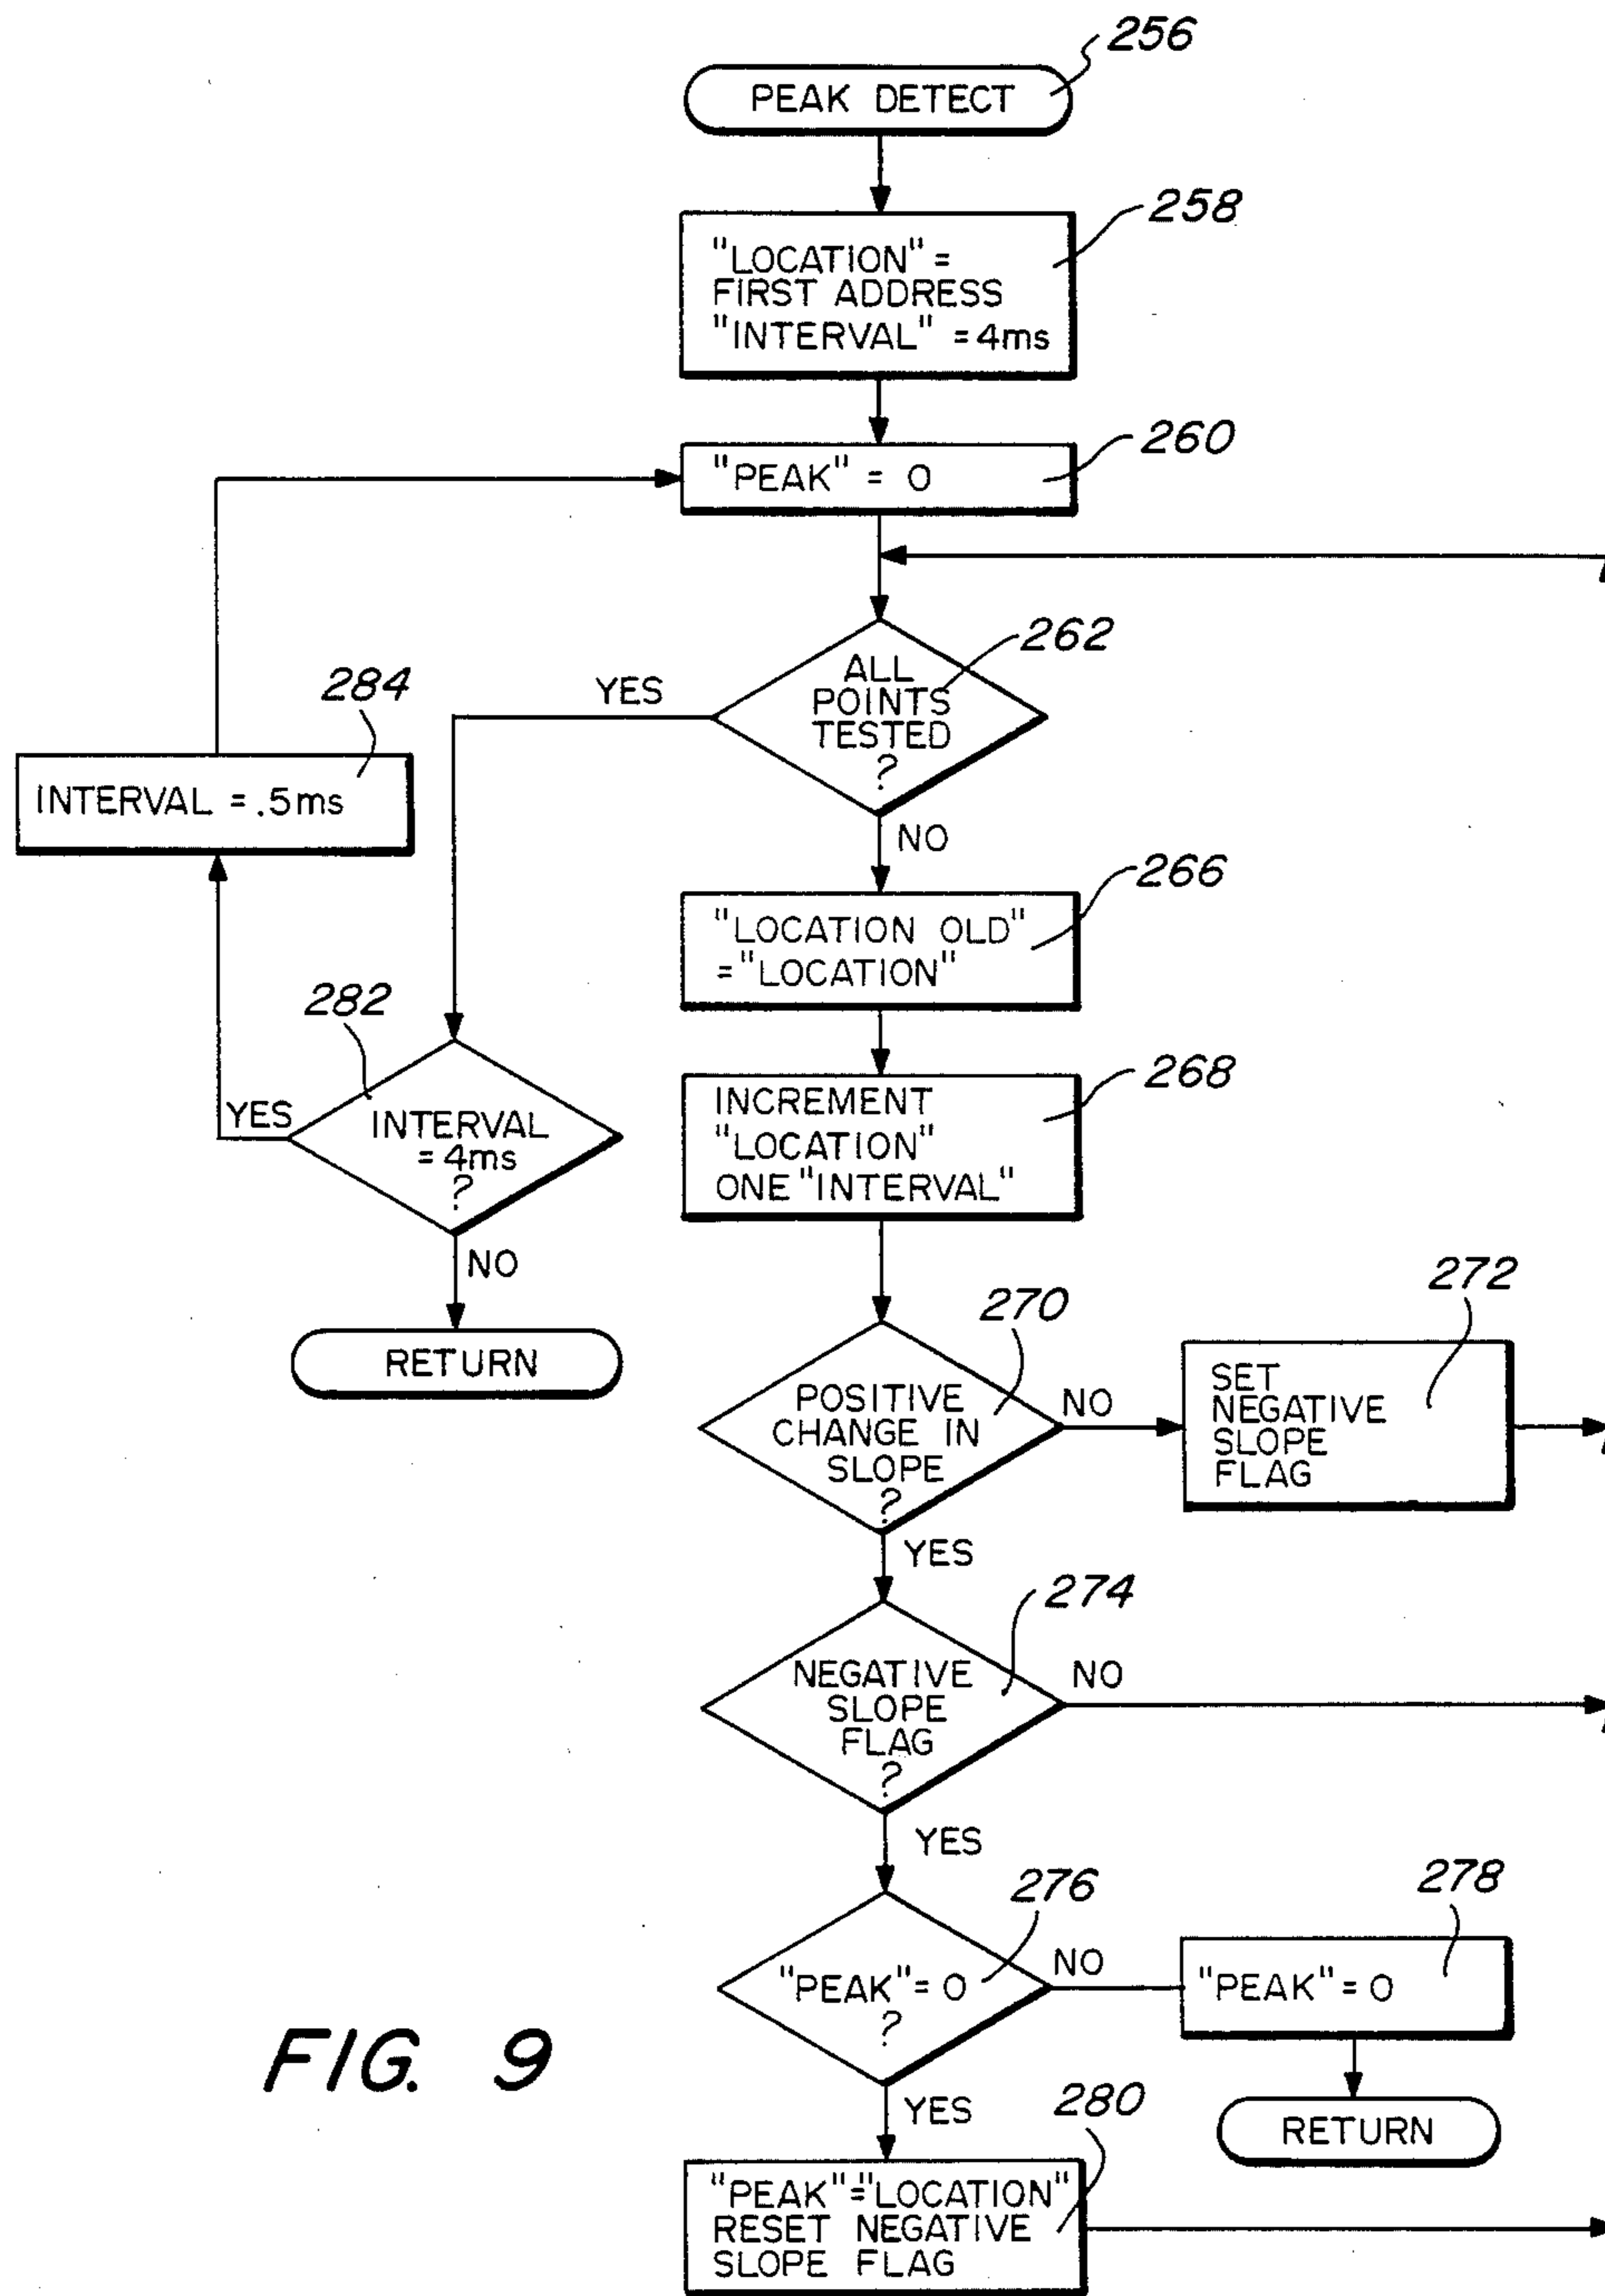 256
PEAK DETECT
258
"LOCATION" =
FIRST ADDRESS
"INTERVAL" = 4ms
260
"PEAK" = 0
262
ALL
POINTS
TESTED
?
YES
NO
284
INTERVAL = .5ms
266
"LOCATION OLD"
="LOCATION"
282
INTERVAL
= 4ms
?
YES
NO
RETURN
268
INCREMENT
"LOCATION"
ONE "INTERVAL"
270
POSITIVE
CHANGE IN
SLOPE
?
NO
YES
272
SET
NEGATIVE
SLOPE
FLAG
274
NEGATIVE
SLOPE
FLAG
?
NO
YES
276
"PEAK" = 0
?
NO
YES
278
"PEAK" = 0
RETURN
280
"PEAK"="LOCATION"
RESET NEGATIVE
SLOPE FLAG
FIG. 9